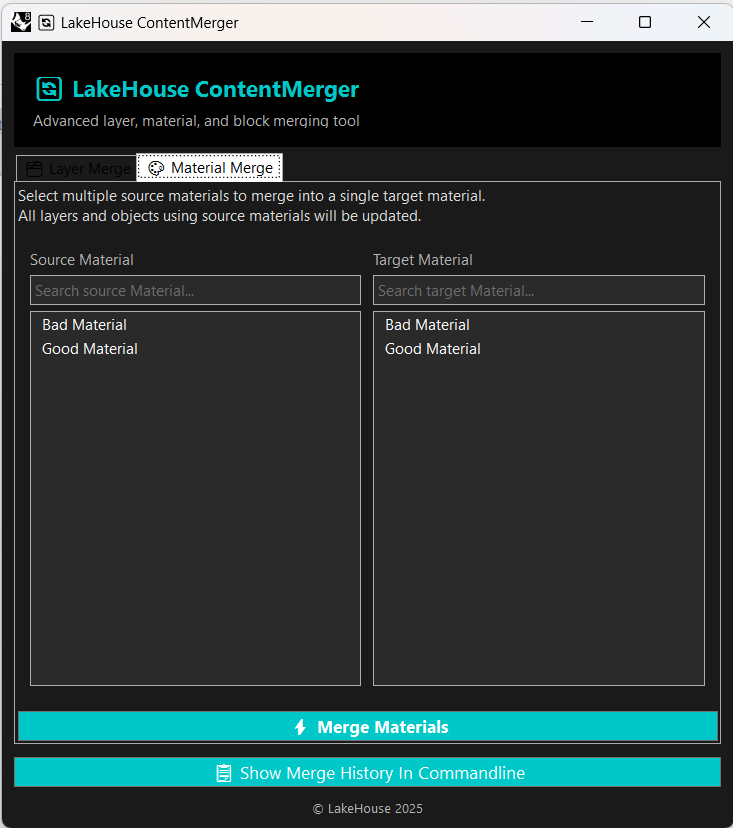 LakeHouse ContentMerger
LakeHouse ContentMerger
Advanced layer, material, and block merging tool
Layer Merge Material Merge
Select multiple source materials to merge into a single target material.
All layers and objects using source materials will be updated.
Source Material
Search source Material...
Bad Material
Good Material
Target Material
Search target Material...
Bad Material
Good Material
Merge Materials
Show Merge History In Commandline
© LakeHouse 2025